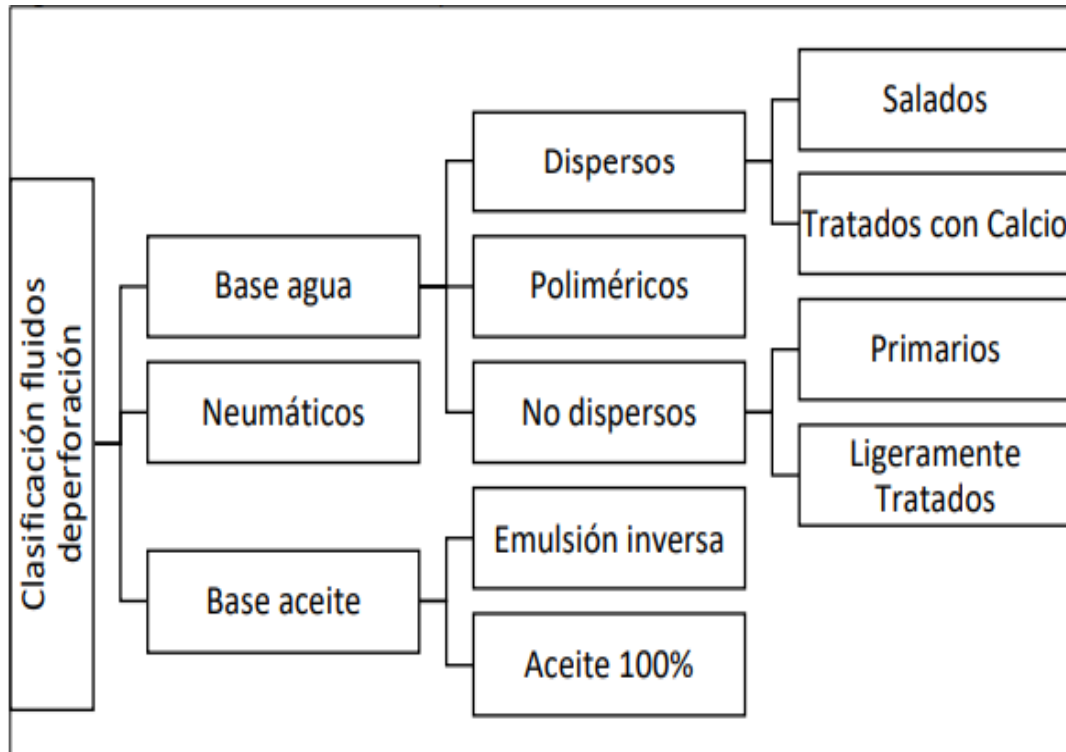 Clasificación fluidos
deperforación
Base agua
Neumáticos
Base aceite
Dispersos
Poliméricos
No dispersos
Emulsión inversa
Aceite 100%
Salados
Tratados con Calcio
Primarios
Ligeramente
Tratados